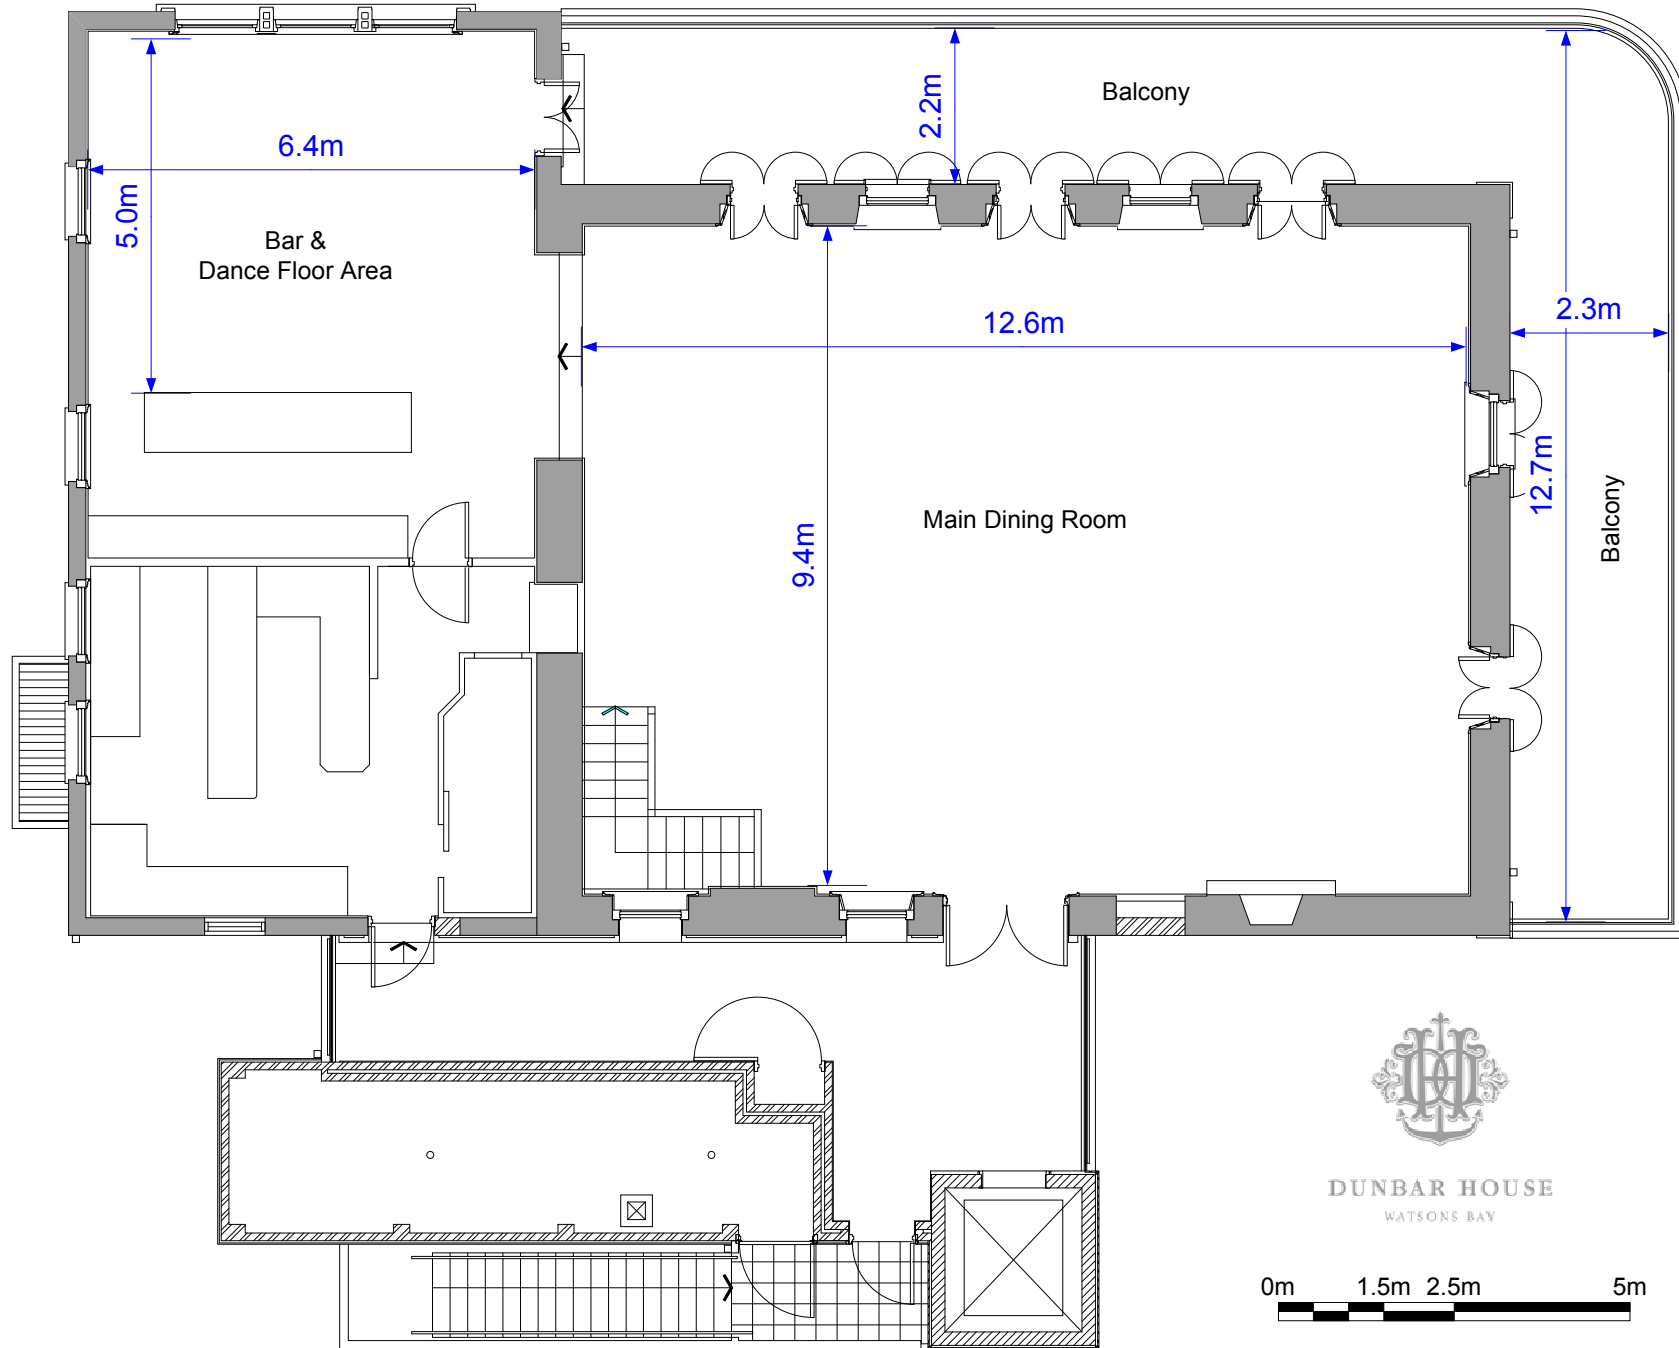 2.2m
Balcony
6.4m
5.0m
Bar &
Dance Floor Area
12.6m
2.3m
12.7m
Balcony
Main Dining Room
9.4m
DUNBAR HOUSE
WATSONS BAY
0m 1.5m 2.5m 5m